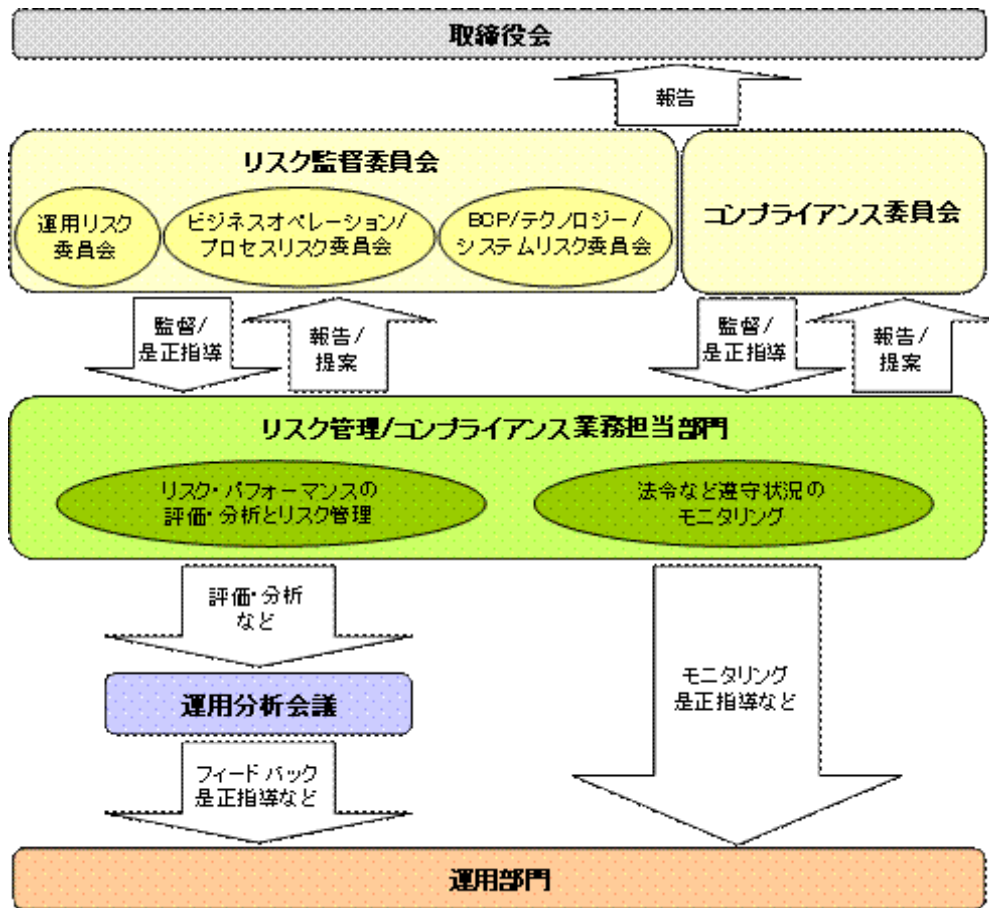 取締役会
報告
リスク監督委員会
運用リスク
委員会
ビジネスオペレーション/
プロセスリスク委員会
BCP/テクノロジー/
システムリスク委員会
コンプライアンス委員会
監督/
是正指導
報告/
提案
監督/
是正指導
報告/
提案
リスク管理/コンプライアンス業務担当部門
リスク・パフォーマンスの
評価・分析とリスク管理
法令など遵守状況の
モニタリング
評価・分析
など
運用分析会議
モニタリング
是正指導など
フィードバック
是正指導など
運用部門